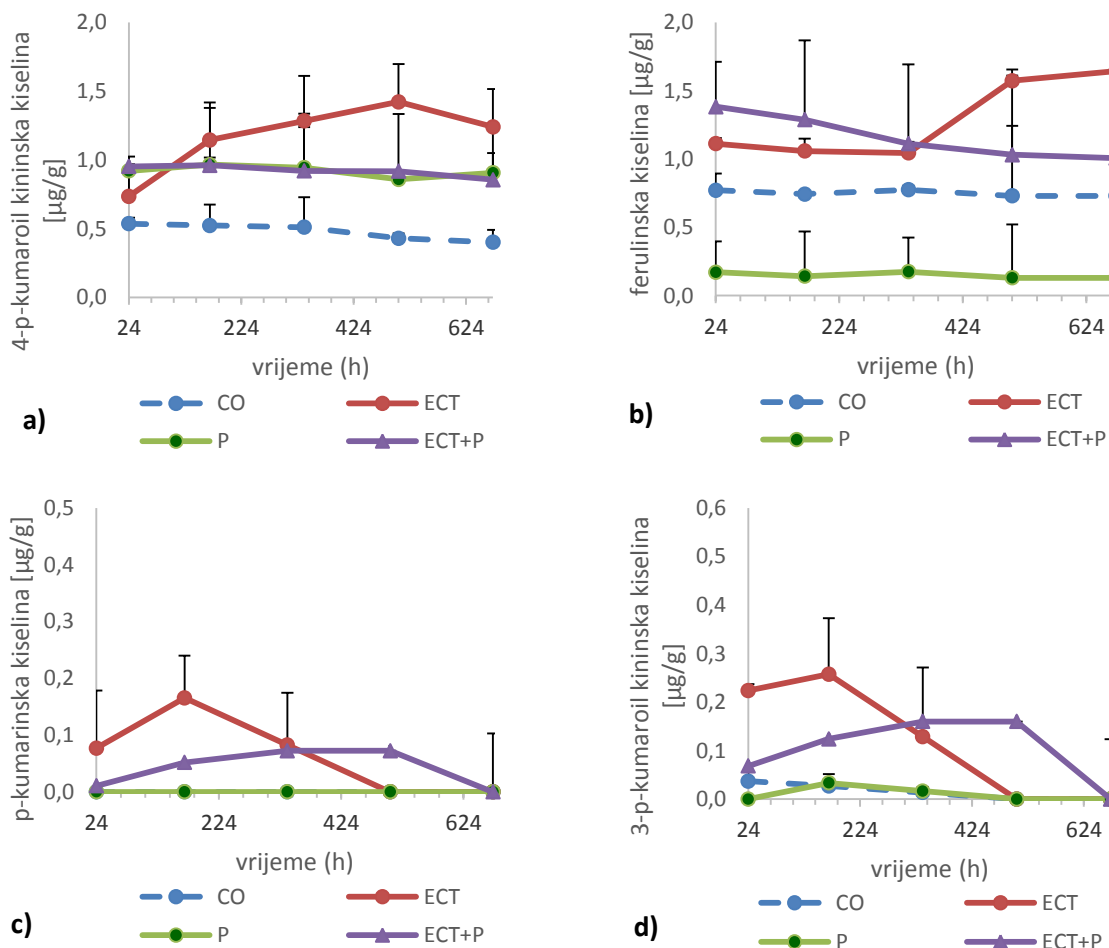 4-p-kumaroil kininska kiselina
[µg/g]
2,0
1,5
1,0
0,5
0,0
24 224 424 624
vrijeme (h)
CO ECT
P ECT+P
a)
ferulinska kiselina [µg/g]
2,0
1,5
1,0
0,5
0,0
24 224 424 624
vrijeme (h)
CO ECT
P ECT+P
b)
p-kumarinska kiselina [µg/g]
0,5
0,4
0,3
0,2
0,1
0,0
24 224 424 624
vrijeme (h)
CO ECT
P ECT+P
c)
3-p-kumaroil kininska kiselina
[µg/g]
0,6
0,5
0,4
0,3
0,2
0,1
0,0
24 224 424 624
vrijeme (h)
CO ECT
P ECT+P
d)